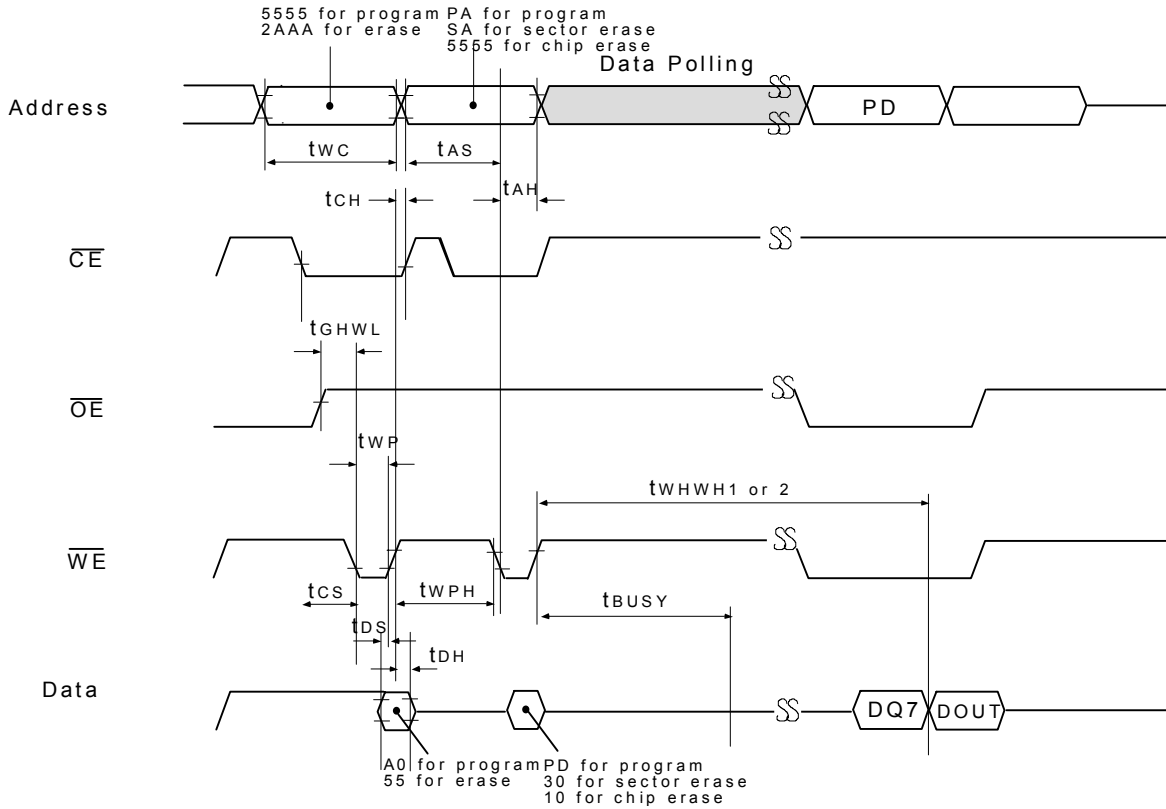 5555 for program
2AAA for erase
PA for program
SA for sector erase
5555 for chip erase
Data Polling
Address
PD
tWC
tAS
tAH
tCH
CE
tGHWL
OE
tWP
tWHWH1 or 2
WE
tCS
tWPH
tBUSY
tDS
tDH
Data
DQ7
DOUT
A0 for program
55 for erase
PD for program
30 for sector erase
10 for chip erase